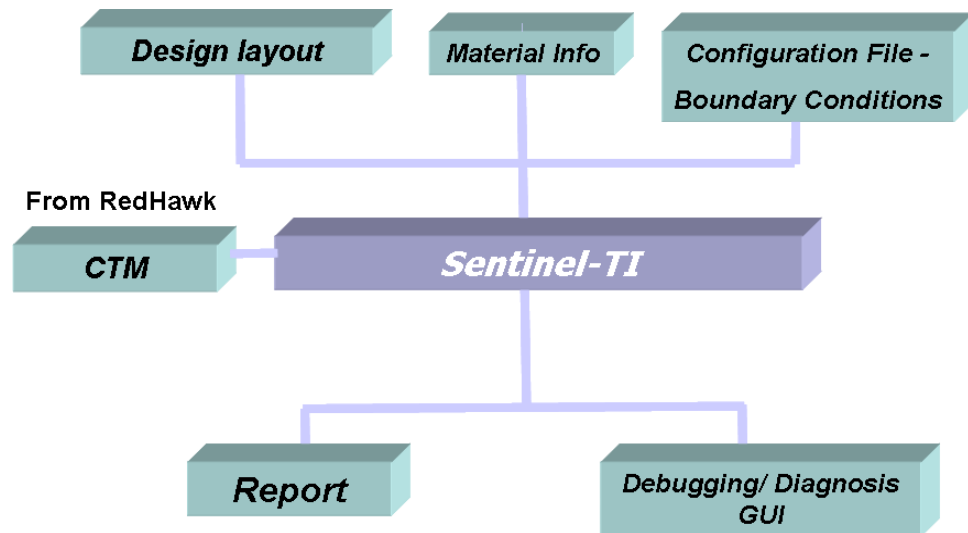 Design layout
Material Info
Configuration File -
Boundary Conditions
From RedHawk
CTM
Sentinel-TI
Report
Debugging/ Diagnosis
GUI